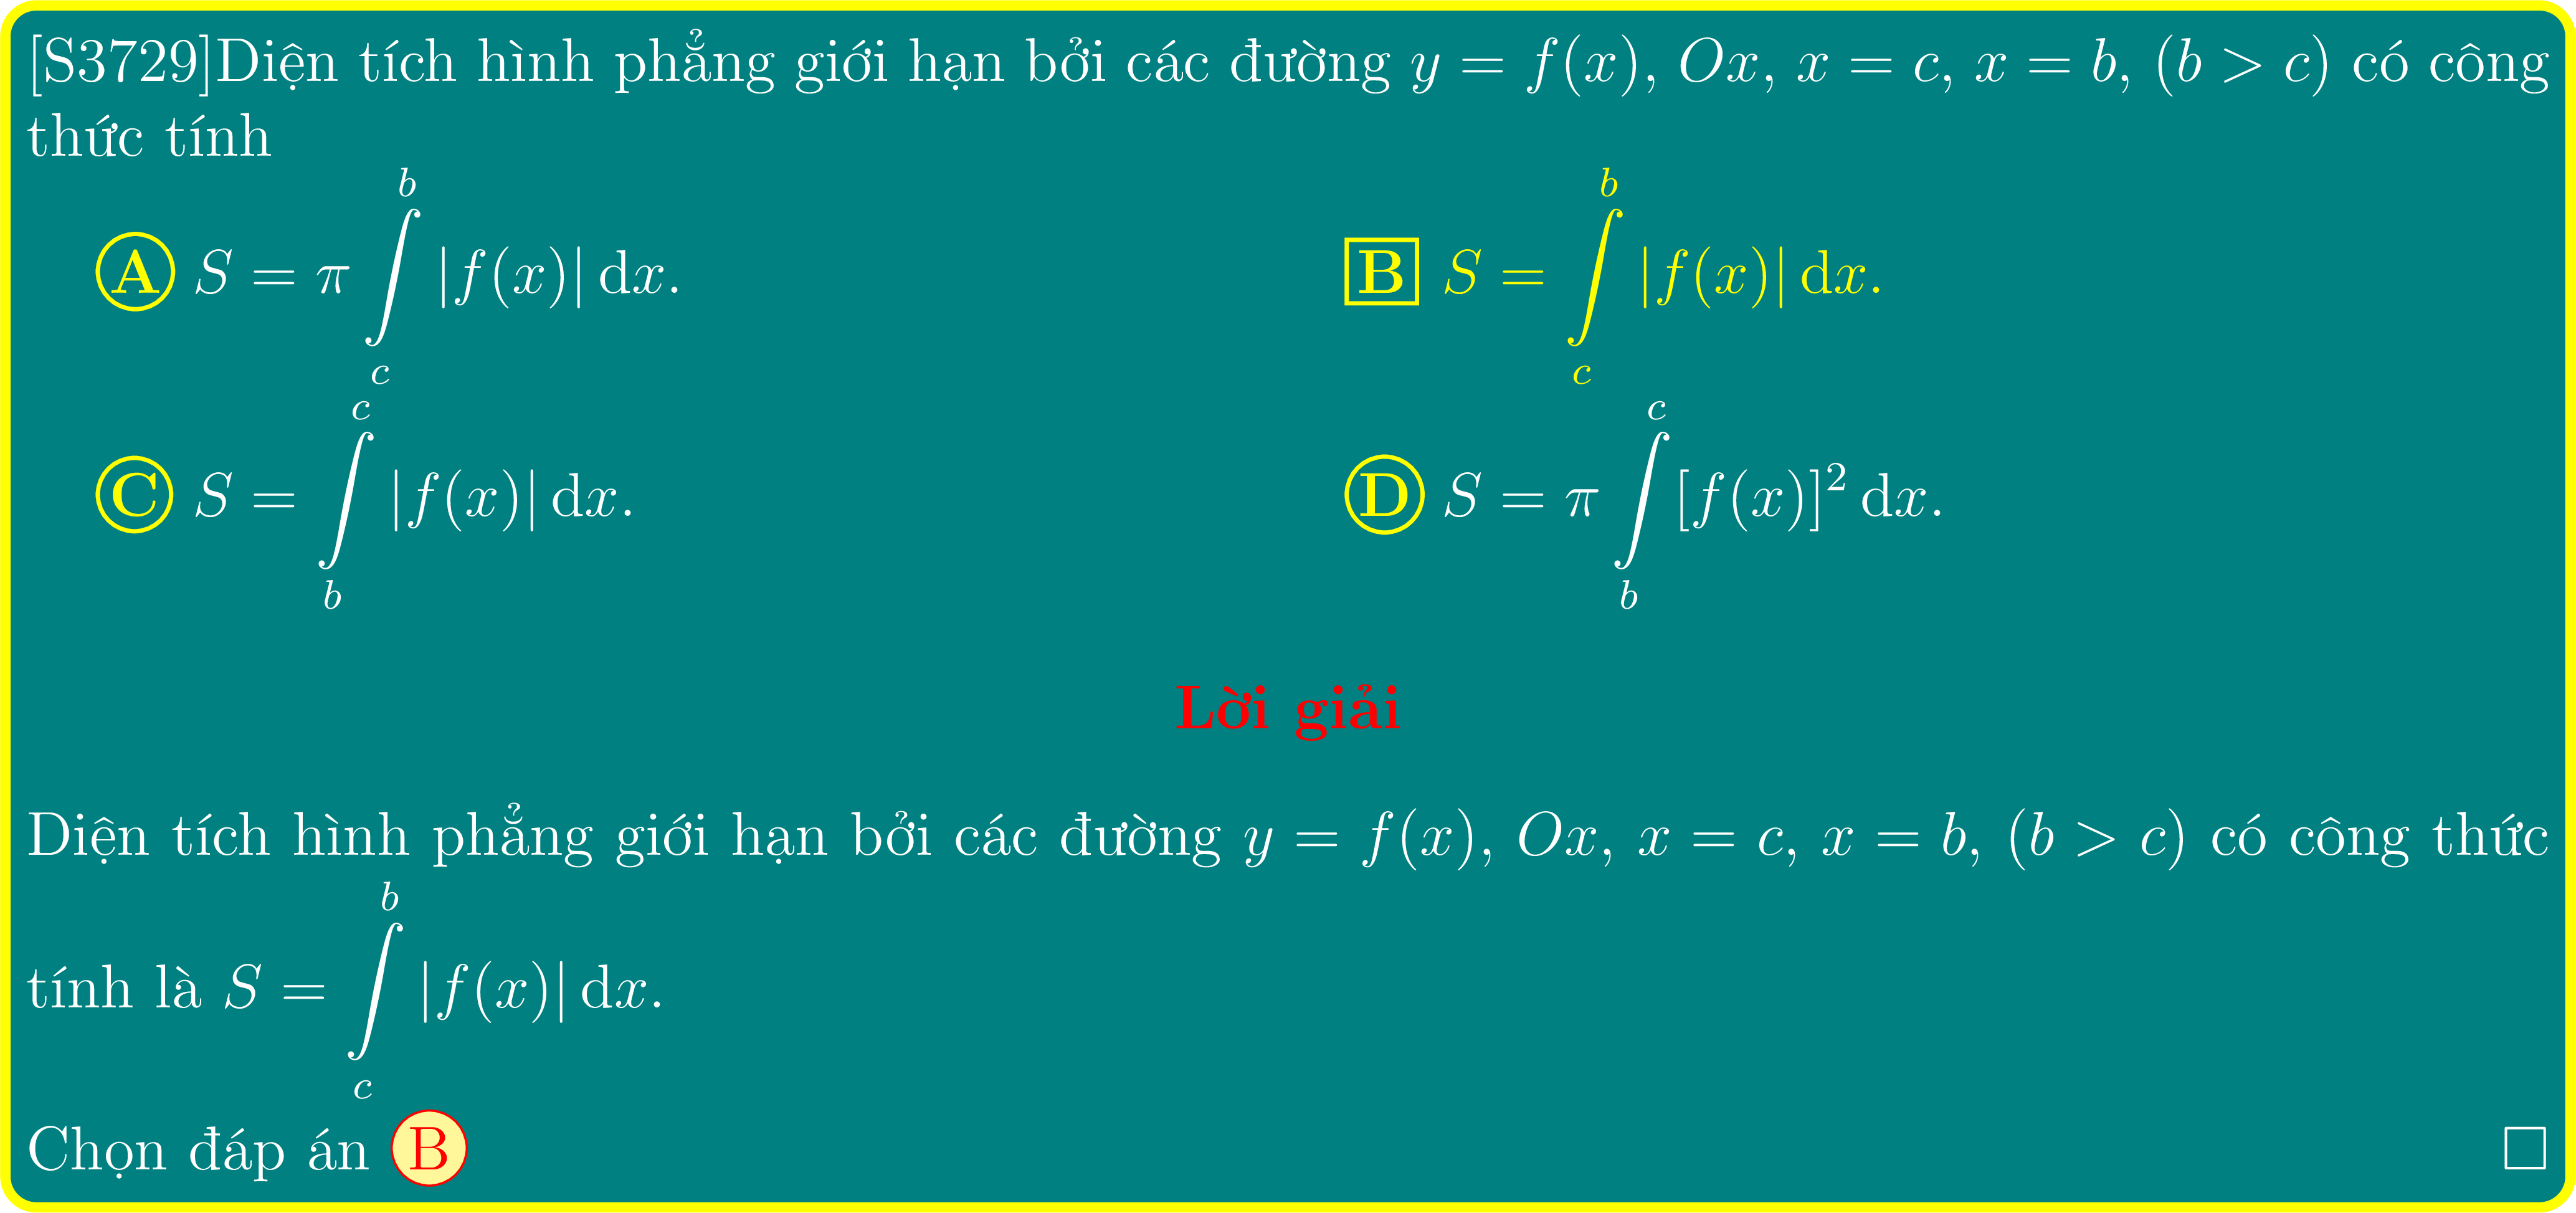 [S3729]Diện tích hình phẳng giới hạn bởi các đường $y = f(x)$, $Ox$, $x = c$, $x = b$, $(b > c)$ có công
thức tính
A $S = \pi \int\limits_c^b |f(x)| \, \mathrm{d}x.$ B $S = \int\limits_c^b |f(x)| \, \mathrm{d}x.$
C $S = \int\limits_b^c |f(x)| \, \mathrm{d}x.$ D $S = \pi \int\limits_b^c [f(x)]^2 \, \mathrm{d}x.$
Lời giải
Diện tích hình phẳng giới hạn bởi các đường $y = f(x)$, $Ox$, $x = c$, $x = b$, $(b > c)$ có công thức
tính là $S = \int\limits_c^b |f(x)| \, \mathrm{d}x.$
Chọn đáp án B □